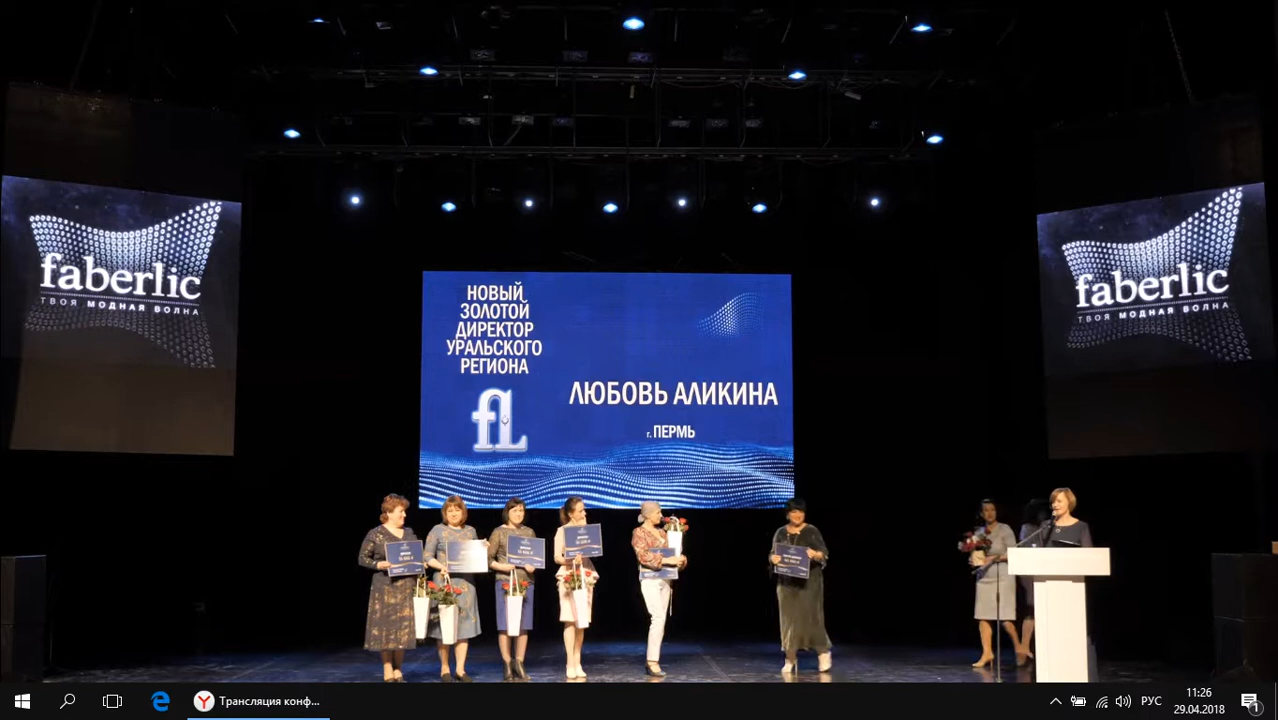 faberlic
ТВОЯ МОДНАЯ ВОЛНА
НОВЫЙ
ЗОЛОТОЙ
ДИРЕКТОР
УРАЛЬСКОГО
РЕГИОНА
fL
ЛЮБОВЬ АЛИКИНА
г. ПЕРМЬ
faberlic
ТВОЯ МОДНАЯ ВОЛНА
Трансляция конф...
РУС
11:26
29.04.2018
1